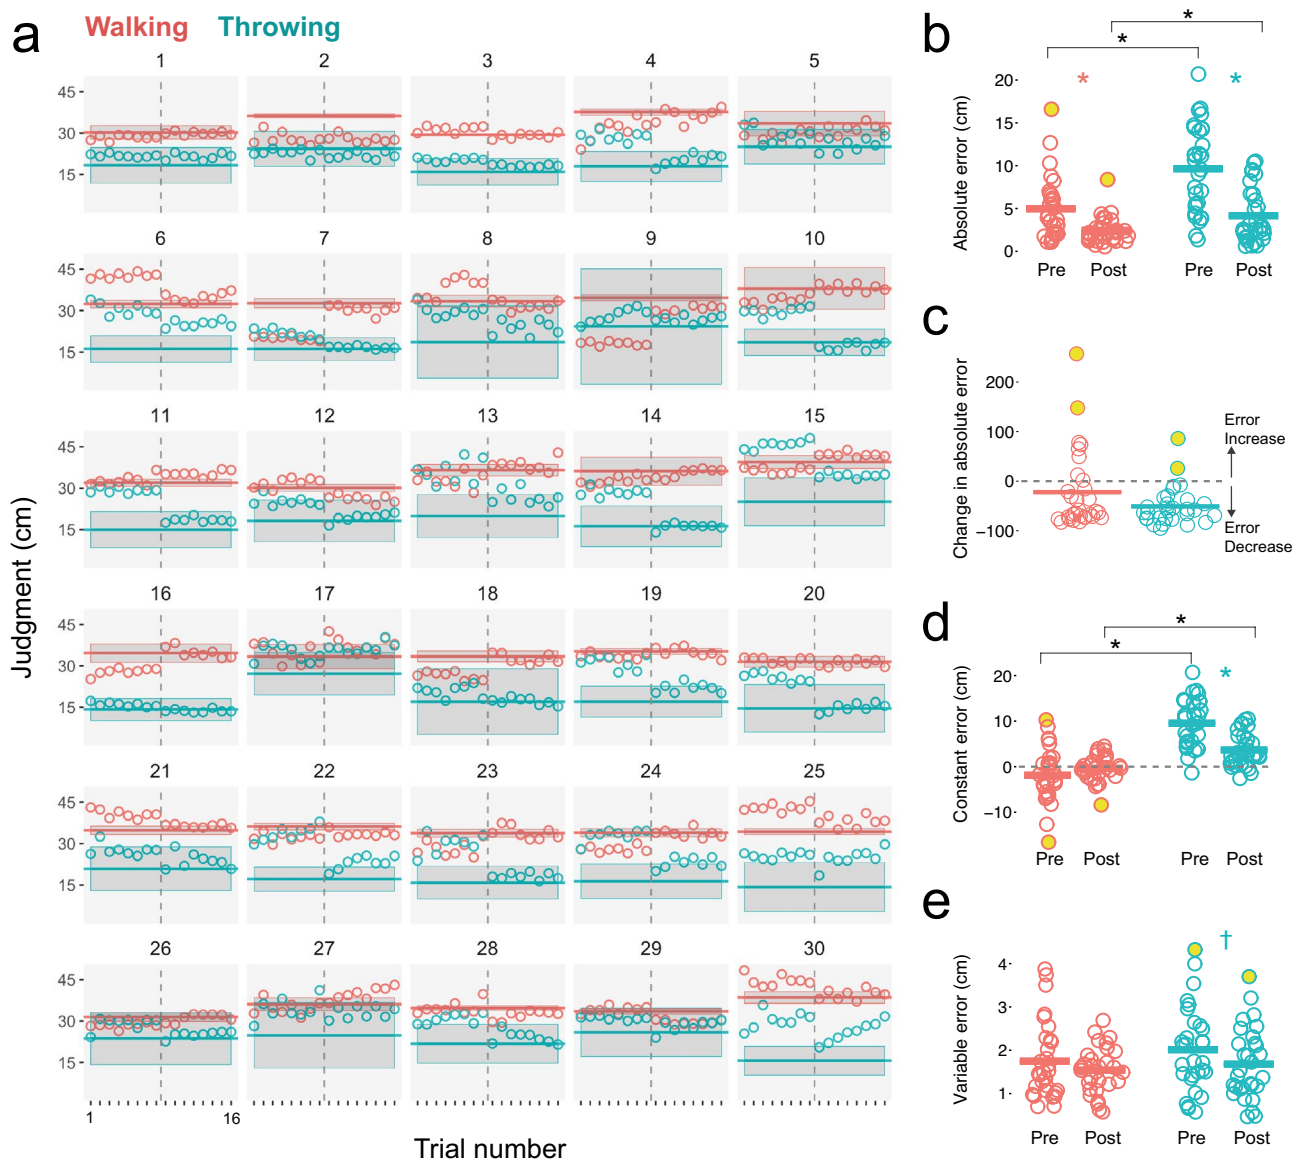 a
Walking Throwing
1 2 3 4 5
45
30
15
6 7 8 9 10
45
30
15
11 12 13 14 15
45
30
15
16 17 18 19 20
45
30
15
21 22 23 24 25
45
30
15
26 27 28 29 30
45
30
15
1 16
Judgment (cm)
Trial number
b
* *
* *
20
15
10
5
0
Absolute error (cm)
Pre Post Pre Post
c
200
100
0
−100
Change in absolute error
Error
Increase
Error
Decrease
d
*
*
*
20
10
0
−10
Constant error (cm)
Pre Post Pre Post
e
†
4
3
2
1
Variable error (cm)
Pre Post Pre Post